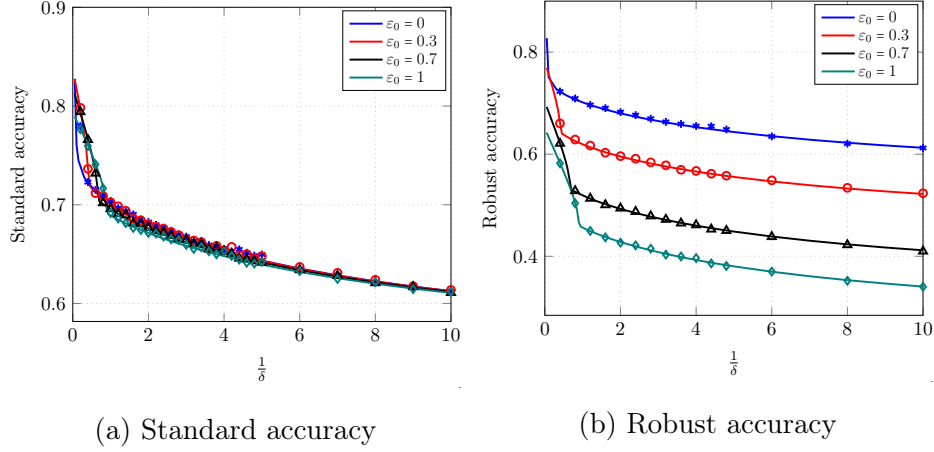 ε₀ = 0
ε₀ = 0.3
ε₀ = 0.7
ε₀ = 1
0.9
0.8
0.7
0.6
Standard accuracy
0 2 4 6 8 10
1/δ
(a) Standard accuracy
ε₀ = 0
ε₀ = 0.3
ε₀ = 0.7
ε₀ = 1
0.8
0.6
0.4
Robust accuracy
0 2 4 6 8 10
1/δ
(b) Robust accuracy